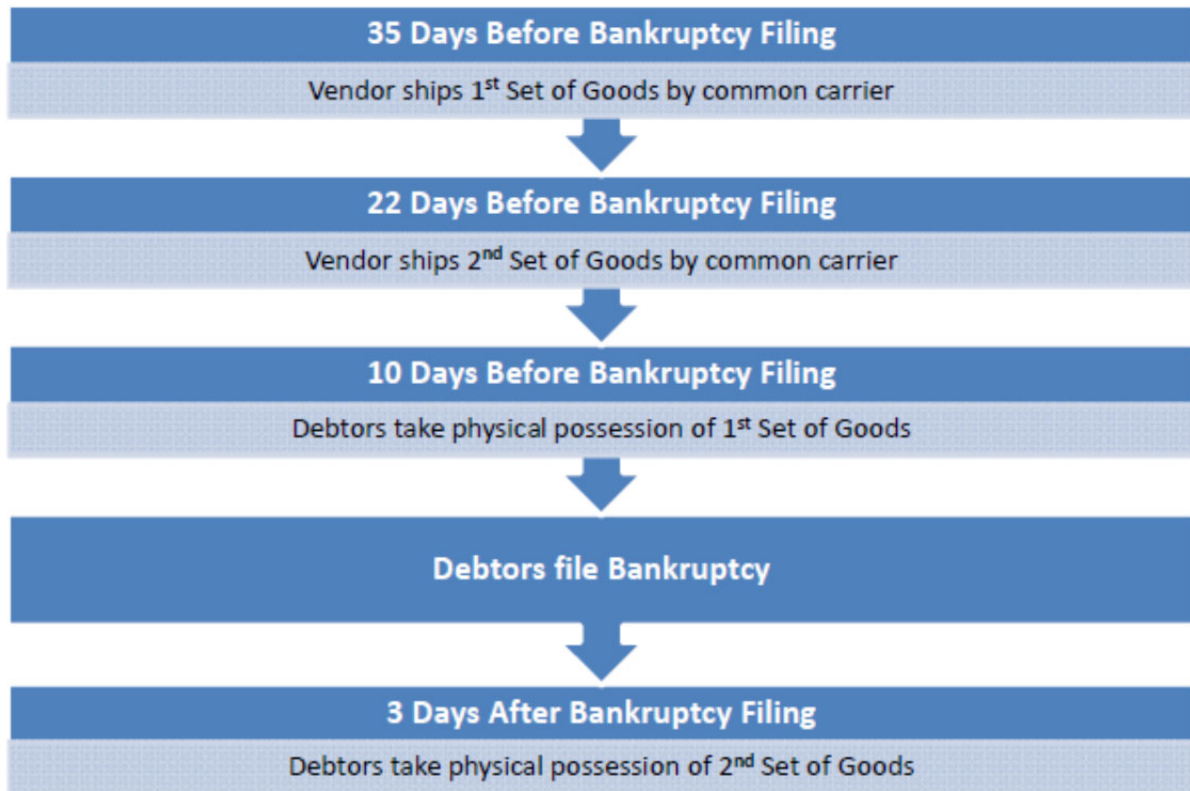 35 Days Before Bankruptcy Filing
Vendor ships 1st Set of Goods by common carrier
22 Days Before Bankruptcy Filing
Vendor ships 2nd Set of Goods by common carrier
10 Days Before Bankruptcy Filing
Debtors take physical possession of 1st Set of Goods
Debtors file Bankruptcy
3 Days After Bankruptcy Filing
Debtors take physical possession of 2nd Set of Goods